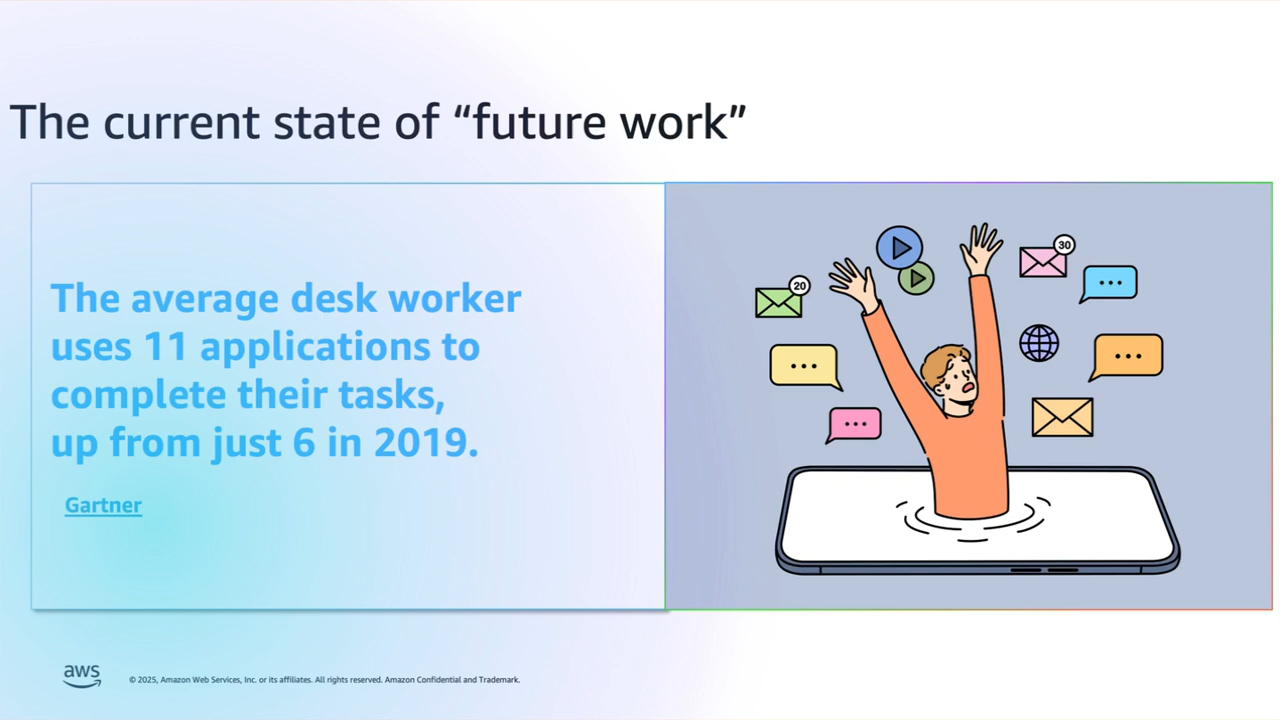 The current state of “future work”
The average desk worker
uses 11 applications to
complete their tasks,
up from just 6 in 2019.
Gartner
20
30
aws
© 2025, Amazon Web Services, Inc. or its affiliates. All rights reserved. Amazon Confidential and Trademark.